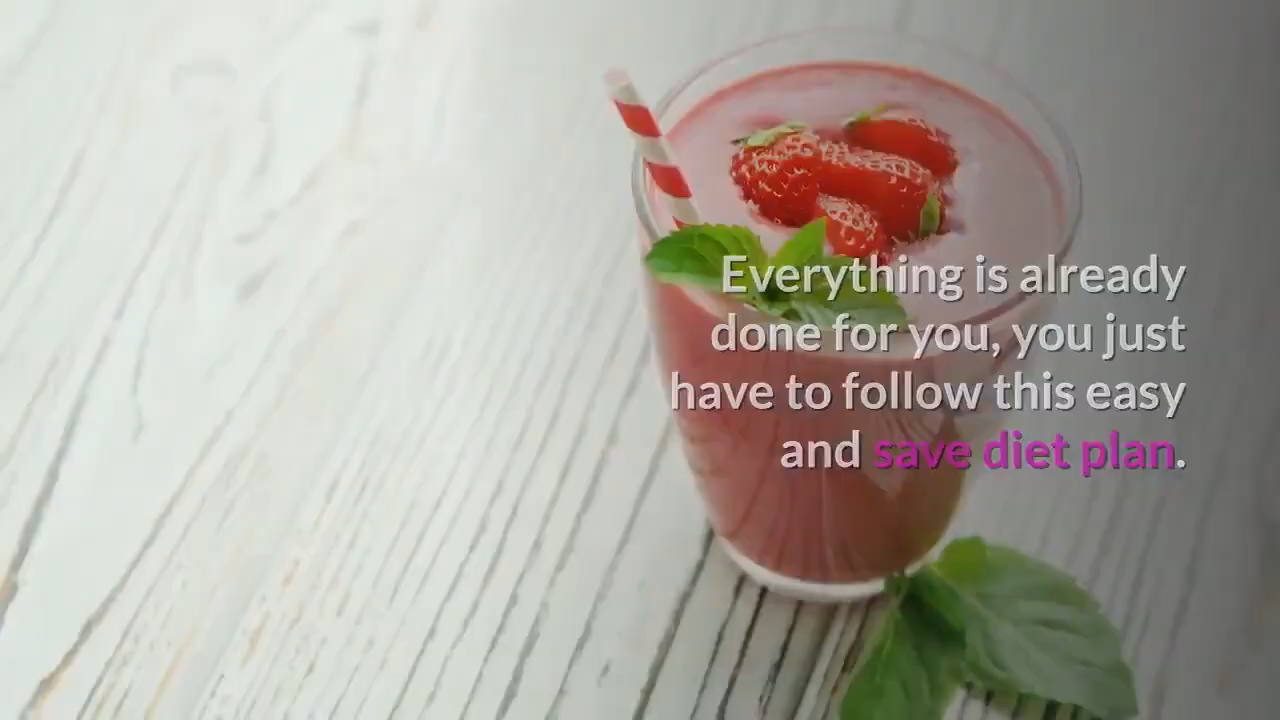 Everything is already
done for you, you just
have to follow this easy
and save diet plan.